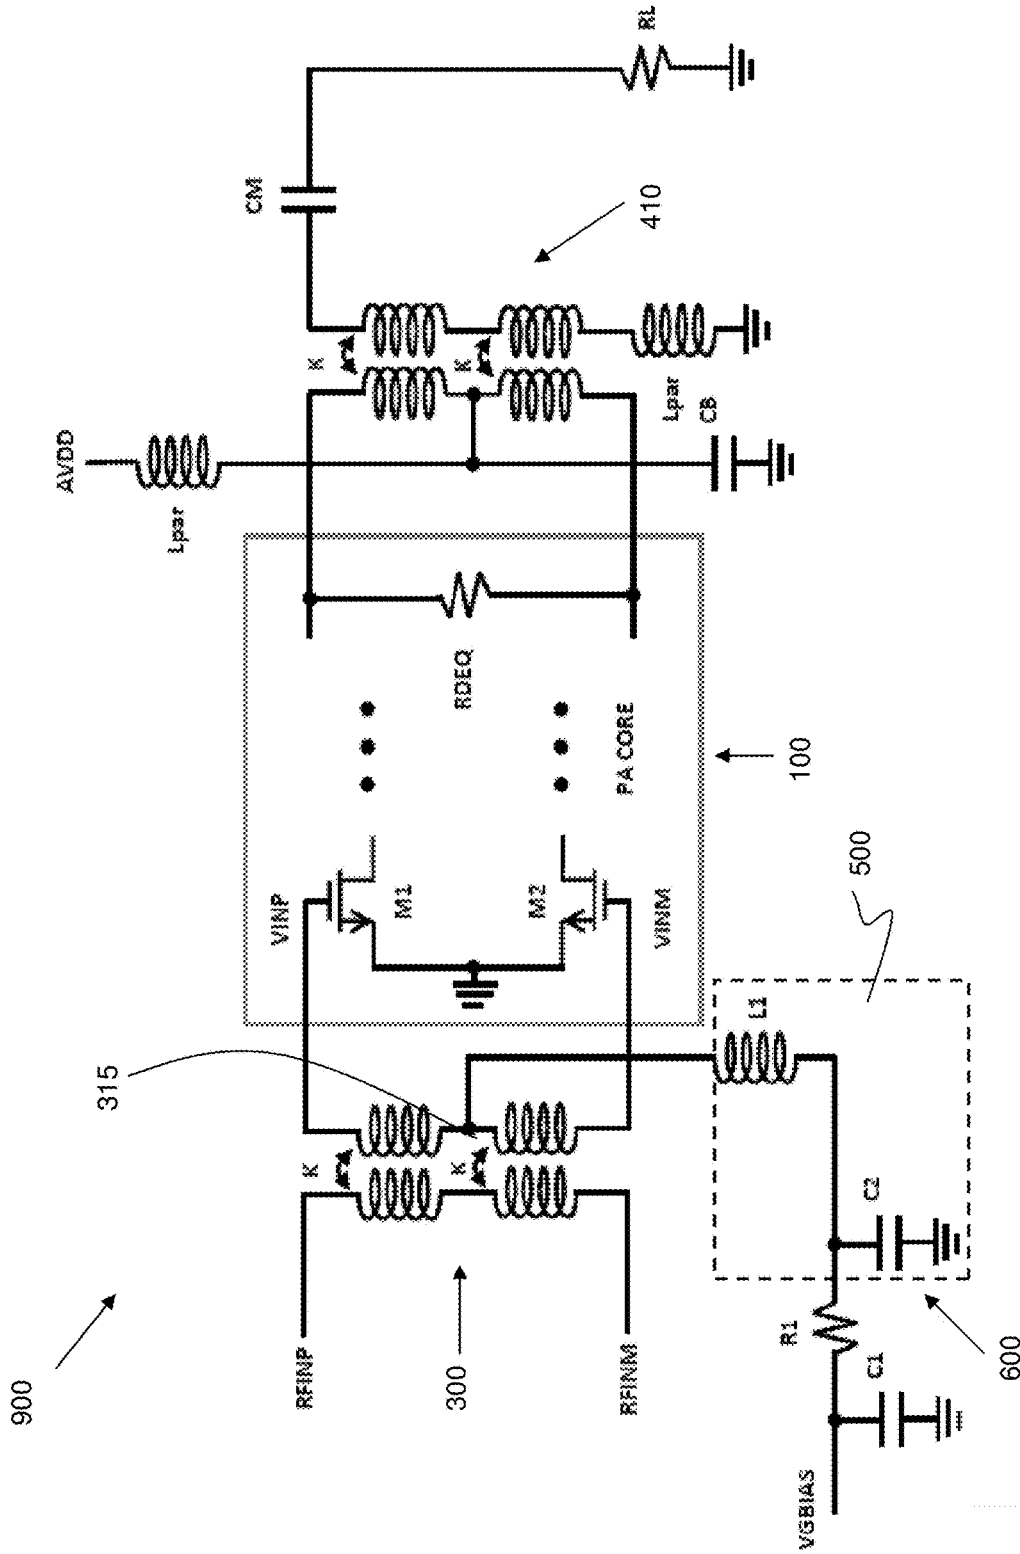 RL
CM
410
K
K
AVDD
Lpar
CB
Lpar
RDEQ
PA CORE
100
VINP
M1
M2
VINM
500
L1
315
K
K
C2
900
RFINP
300
RFINM
R1
C1
600
VGBIAS